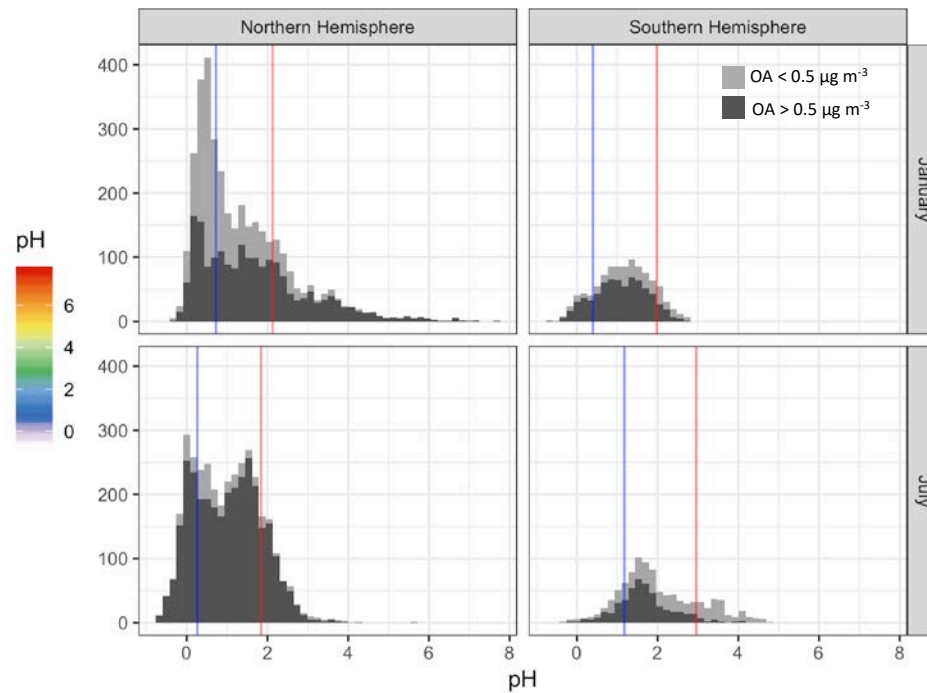 Northern Hemisphere
Southern Hemisphere
OA < 0.5 µg m-3
OA > 0.5 µg m-3
400
300
200
100
0
January
pH
6
4
2
0
400
300
200
100
0
July
0 2 4 6 8
0 2 4 6 8
pH